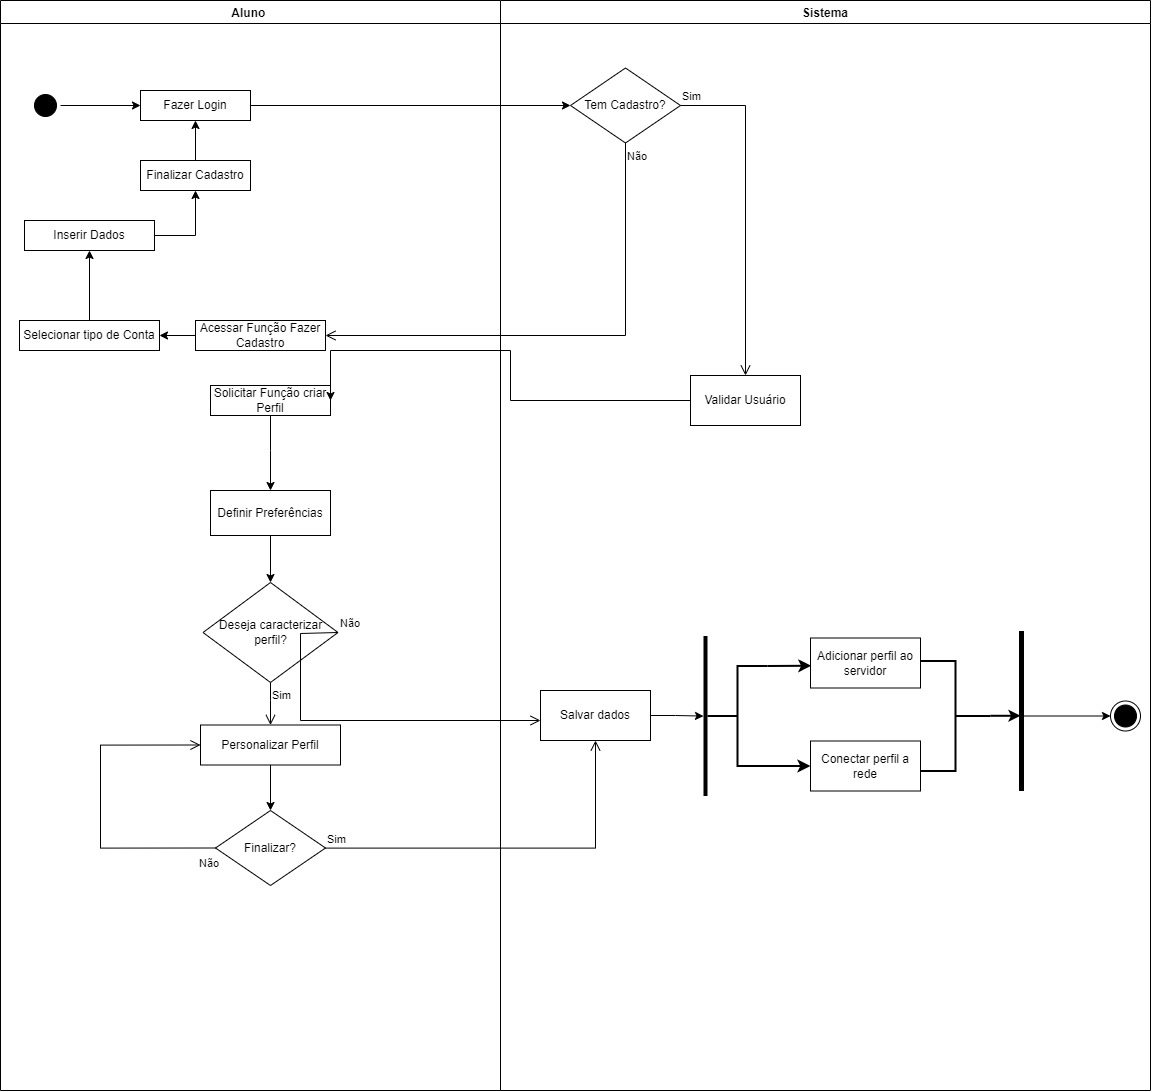 Aluno
Sistema
Fazer Login
Tem Cadastro?
Sim
Não
Finalizar Cadastro
Inserir Dados
Selecionar tipo de Conta
Acessar Função Fazer
Cadastro
Solicitar Função criar
Perfil
Validar Usuário
Definir Preferências
Deseja caracterizar
perfil?
Não
Sim
Personalizar Perfil
Finalizar?
Não
Sim
Salvar dados
Adicionar perfil ao
servidor
Conectar perfil a
rede